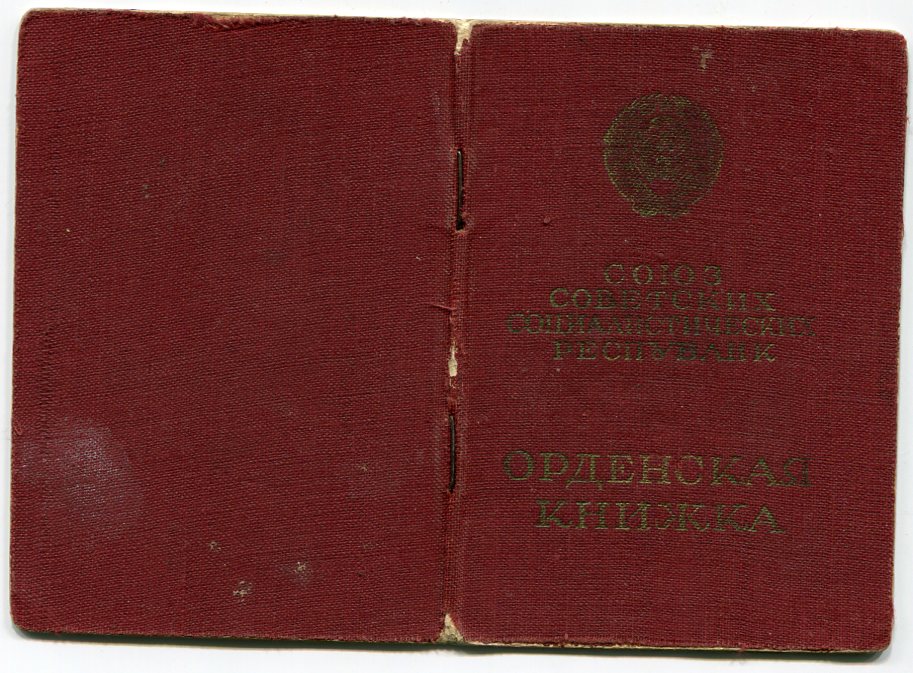 СОЮЗ
СОВЕТСКИХ
СОЦИАЛИСТИЧЕСКИХ
РЕСПУБЛИК
ОРДЕНСКАЯ
КНИЖКА